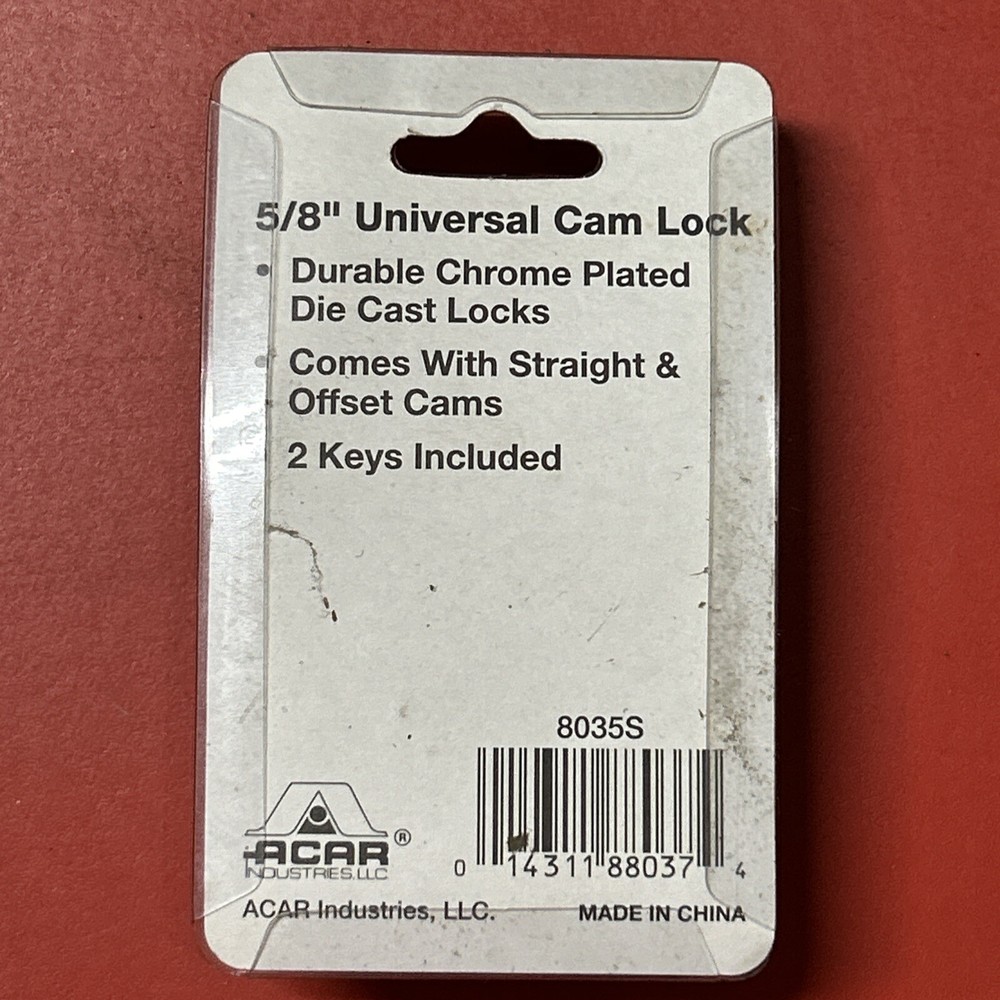 5/8" Universal Cam Lock
• Durable Chrome Plated
Die Cast Locks
• Comes With Straight &
Offset Cams
2 Keys Included
8035S
0 14311 88037 4
ACAR ®
INDUSTRIES, LLC
ACAR Industries, LLC.
MADE IN CHINA